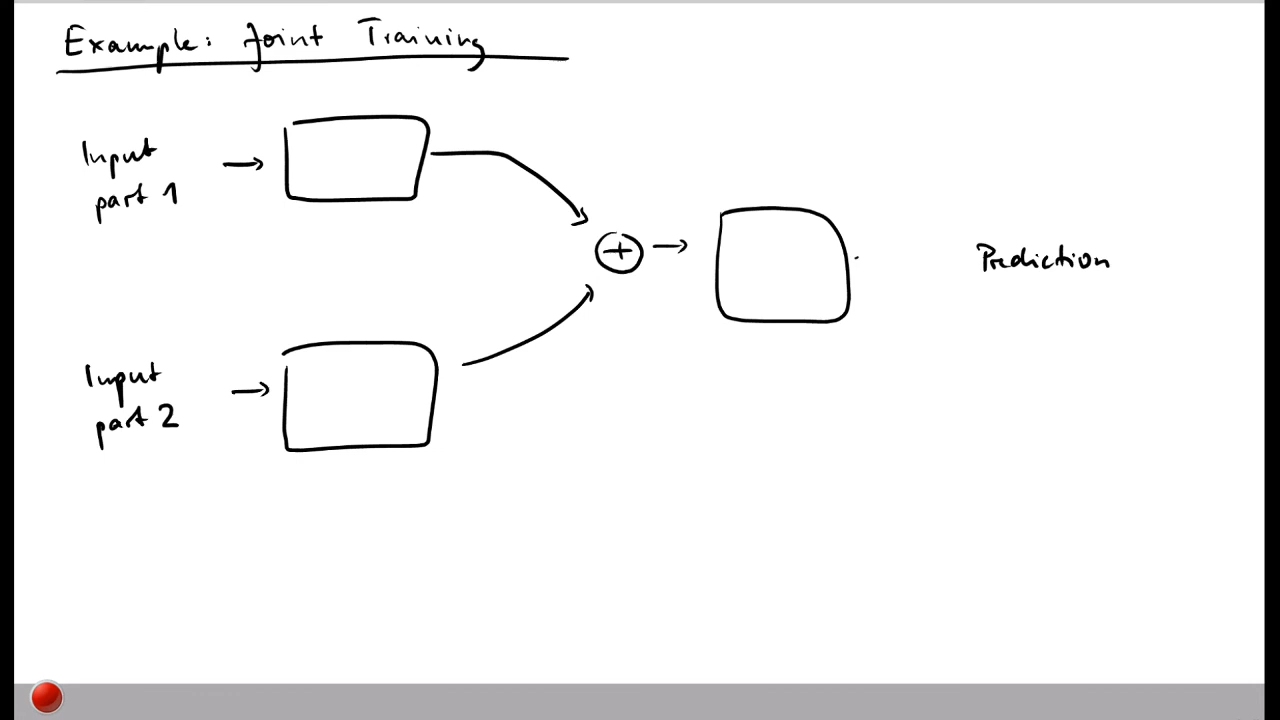 Example: Joint Training
Input
part 1
+
Prediction
Input
part 2